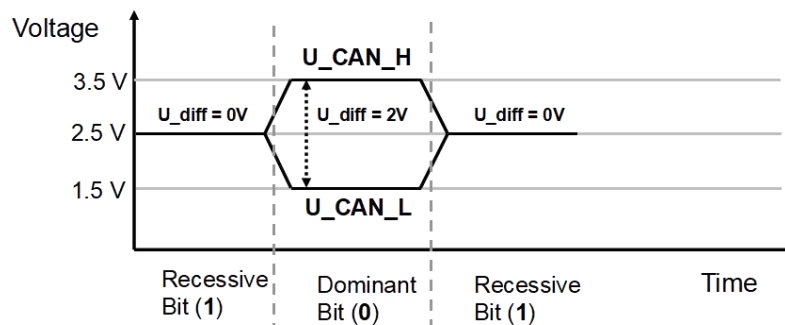 Voltage
U_CAN_H
3.5 V
U_diff = 0V
U_diff = 2V
U_diff = 0V
2.5 V
1.5 V
U_CAN_L
Recessive
Bit (1)
Dominant
Bit (0)
Recessive
Bit (1)
Time